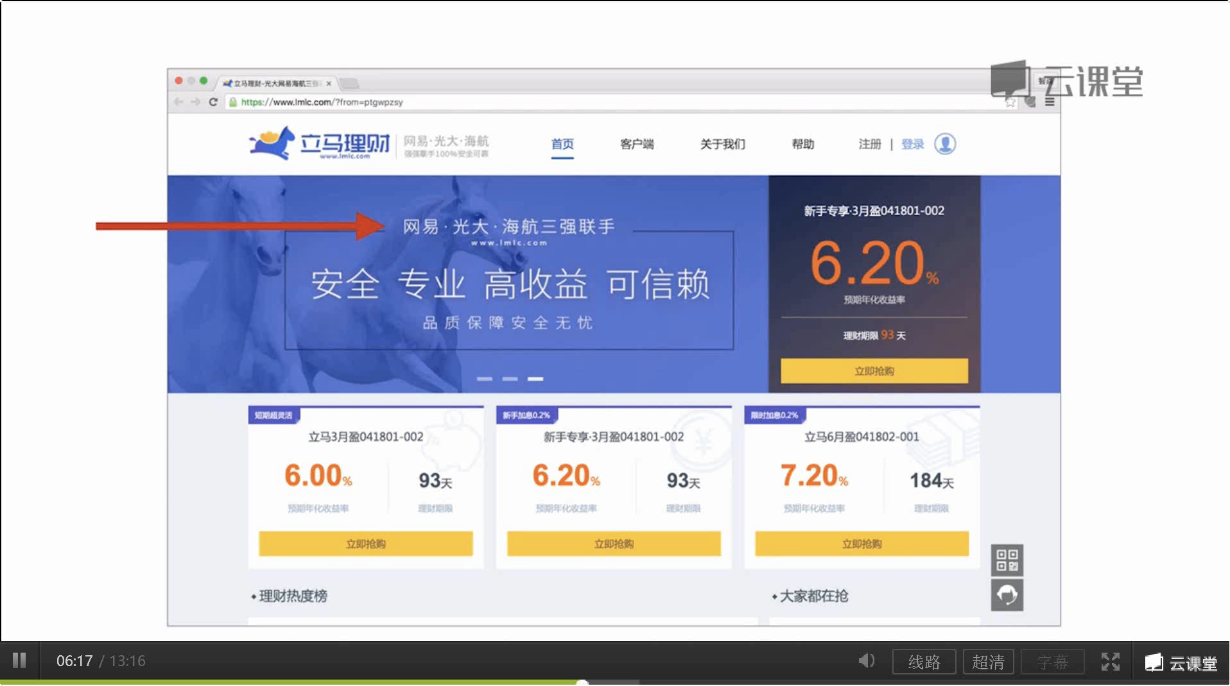 云课堂
立马理财-光大网易海航三强
https://www.lmlc.com/?from=ptgwpzsy
立马理财
www.lmlc.com
网易·光大·海航
强强联手100%安全可靠
首页 客户端 关于我们 帮助 注册 | 登录
网易·光大·海航三强联手
www.lmlc.com
安全 专业 高收益 可信赖
品质保障安全无忧
新手专享·3月盈041801-002
6.20%
预期年化收益率
理财期限 93 天
立即抢购
短期超灵活
立马3月盈041801-002
6.00% 93天
预期年化收益率 理财期限
立即抢购
新手加息0.2%
新手专享·3月盈041801-002
6.20% 93天
预期年化收益率 理财期限
立即抢购
限时加息0.2%
立马6月盈041802-001
7.20% 184天
预期年化收益率 理财期限
立即抢购
理财热度榜
大家都在抢
06:17 / 13:16
线路 超清 字幕 云课堂